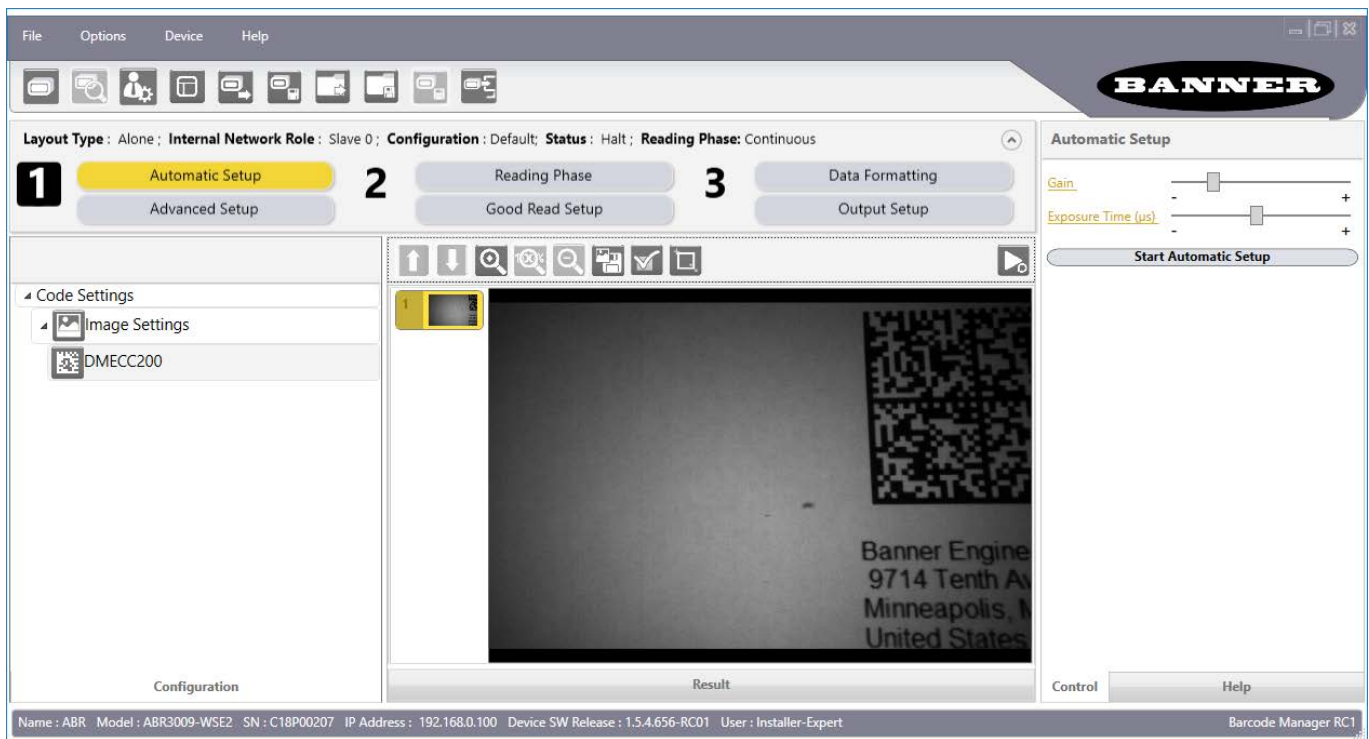 File Options Device Help
BANNER
Layout Type : Alone ; Internal Network Role : Slave 0 ; Configuration : Default; Status : Halt ; Reading Phase: Continuous
1 Automatic Setup 2 Reading Phase 3 Data Formatting
Advanced Setup Good Read Setup Output Setup
Automatic Setup
Gain - +
Exposure Time (µs) - +
Start Automatic Setup
Code Settings
Image Settings
DMECC200
1
Banner Engine
9714 Tenth Av
Minneapolis,
United States
Configuration Result Control Help
Name : ABR Model : ABR3009-WSE2 SN : C18P00207 IP Address : 192.168.0.100 Device SW Release : 1.5.4.656-RC01 User : Installer-Expert Barcode Manager RC1